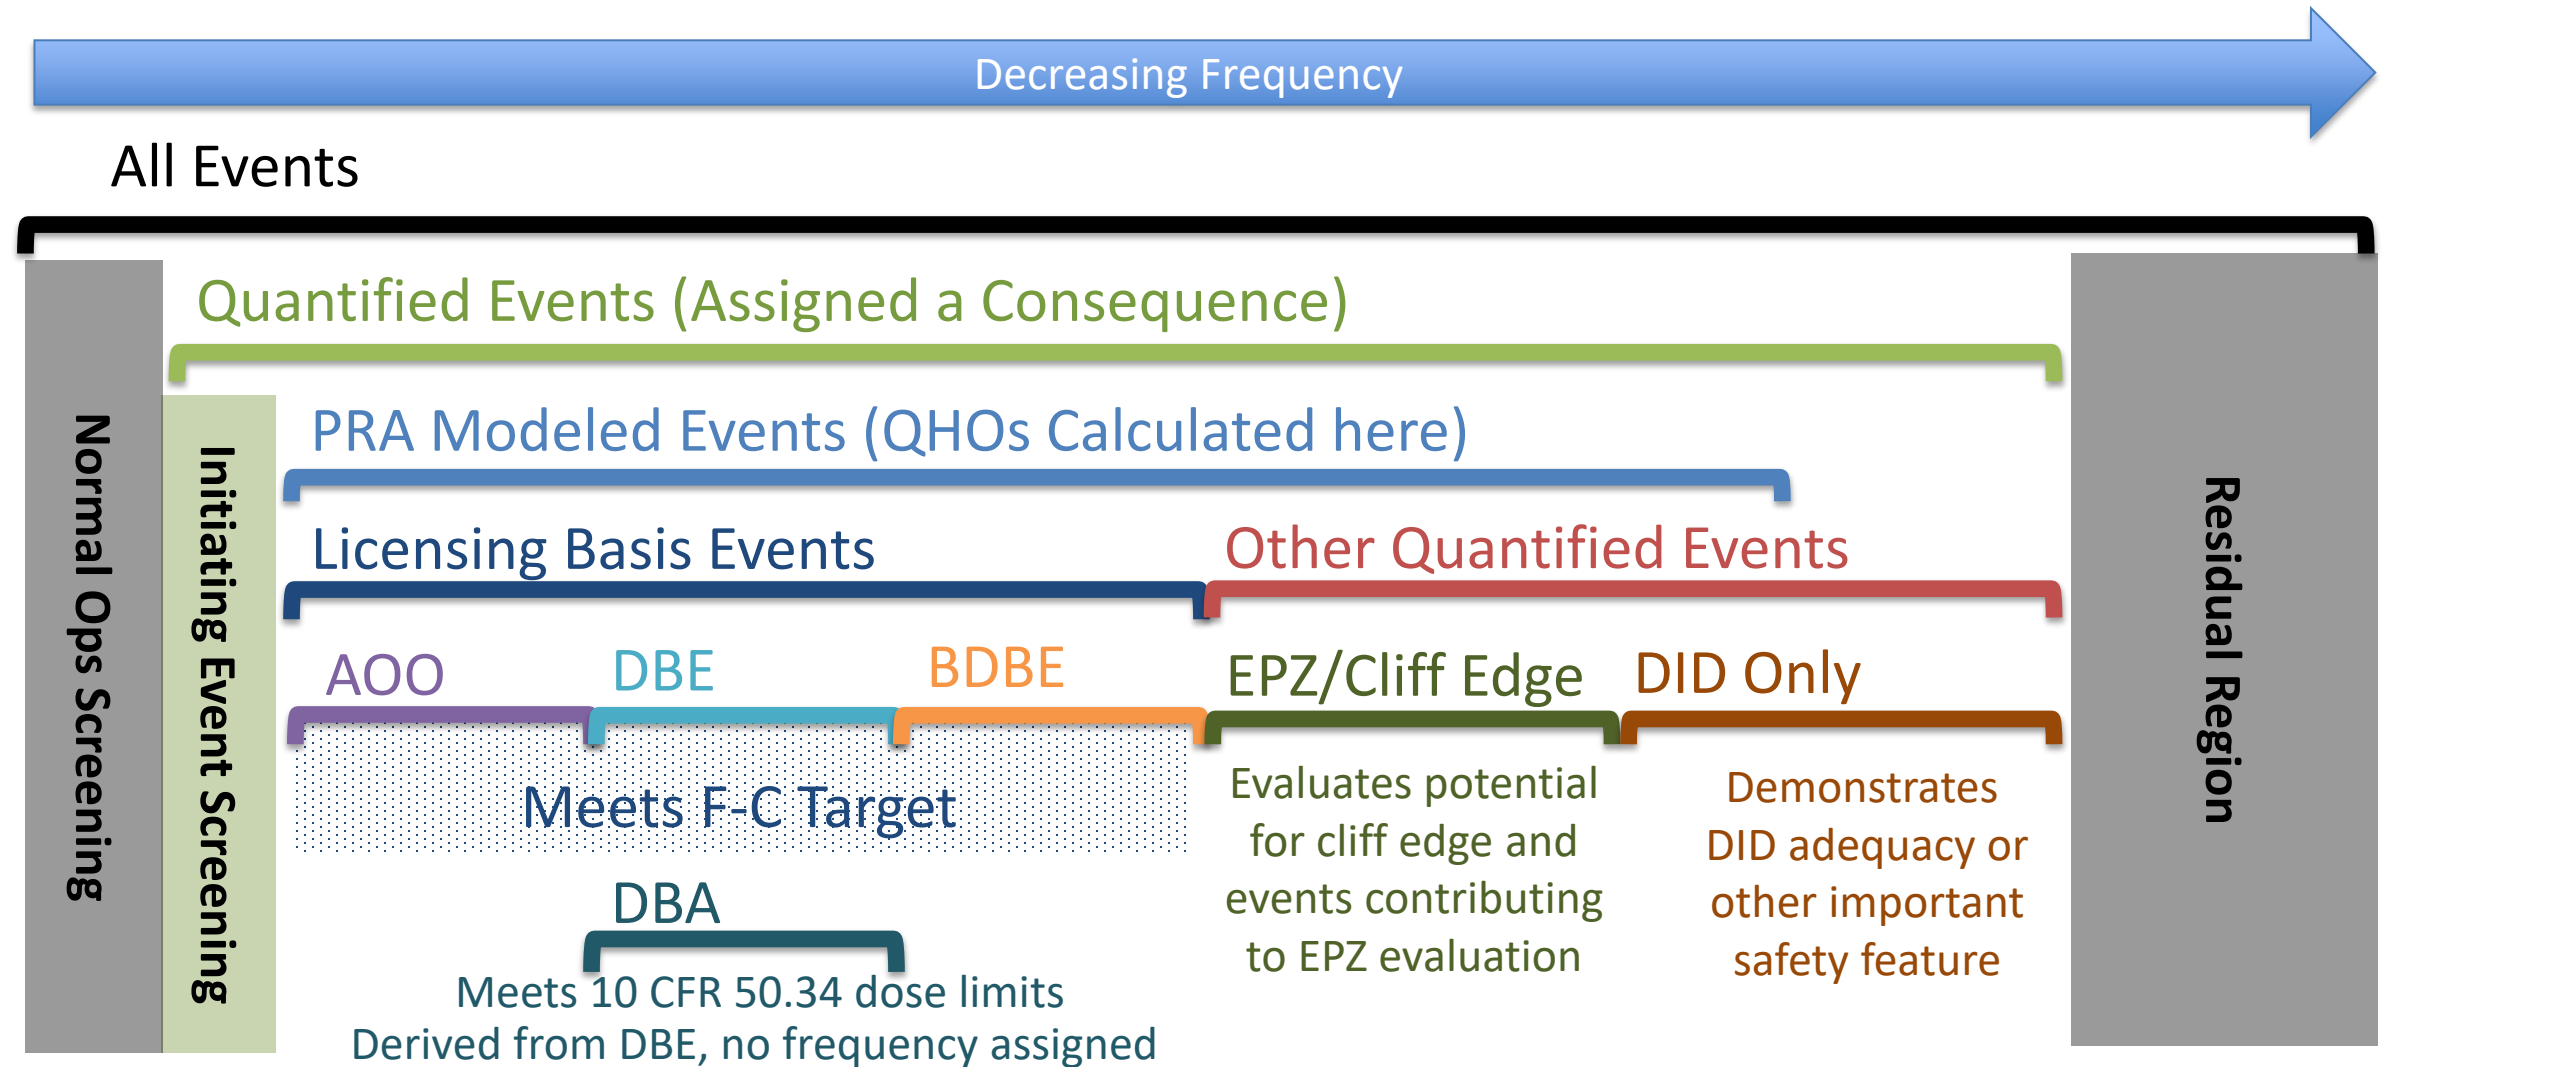 Decreasing Frequency
All Events
Normal Ops Screening
Initiating Event Screening
Quantified Events (Assigned a Consequence)
PRA Modeled Events (QHOs Calculated here)
Licensing Basis Events
Other Quantified Events
AOO
DBE
BDBE
EPZ/Cliff Edge
DID Only
Meets F-C Target
DBA
Meets 10 CFR 50.34 dose limits
Derived from DBE, no frequency assigned
Evaluates potential
for cliff edge and
events contributing
to EPZ evaluation
Demonstrates
DID adequacy or
other important
safety feature
Residual Region